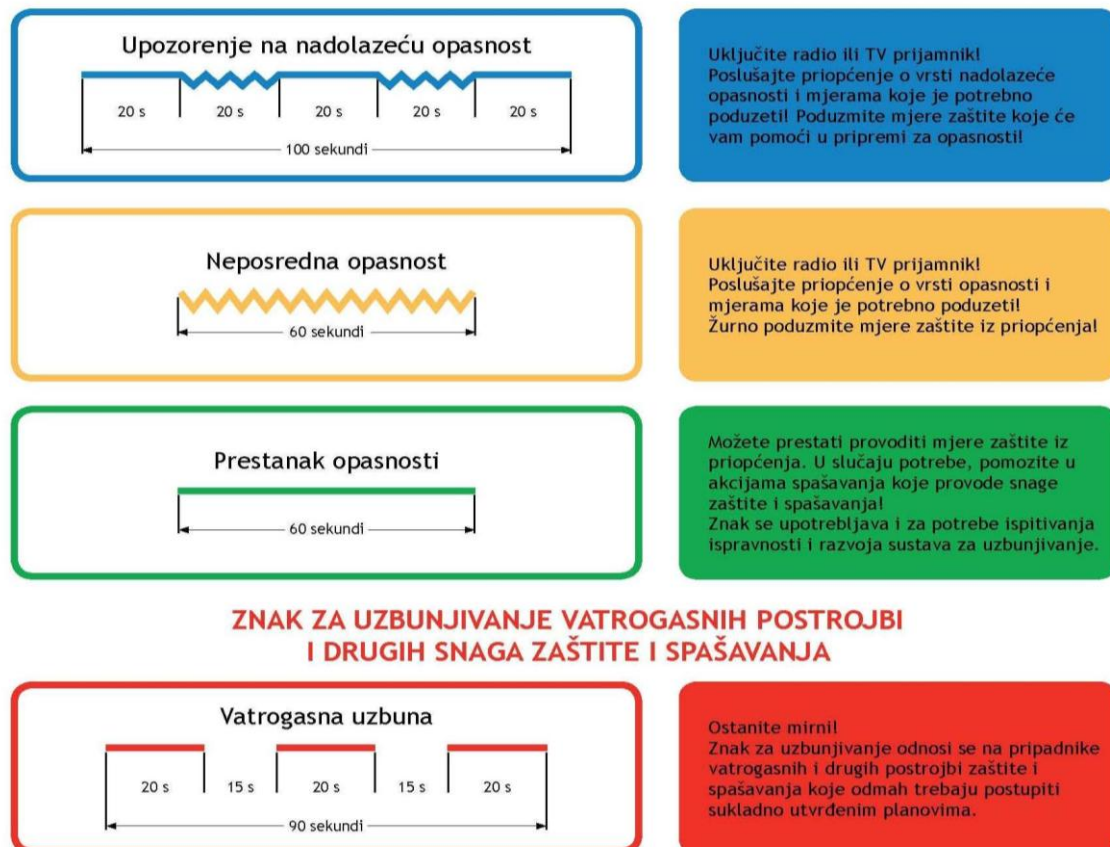 Upozorenje na nadolazeću opasnost
20 s 20 s 20 s 20 s 20 s
100 sekundi
Uključite radio ili TV prijamnik!
Poslušajte priopćenje o vrsti nadolazeće
opasnosti i mjerama koje je potrebno
poduzeti! Poduzmite mjere zaštite koje će
vam pomoći u pripremi za opasnosti!
Neposredna opasnost
60 sekundi
Uključite radio ili TV prijamnik!
Poslušajte priopćenje o vrsti opasnosti i
mjerama koje je potrebno poduzeti!
Žurno poduzmite mjere zaštite iz priopćenja!
Prestanak opasnosti
60 sekundi
Možete prestati provoditi mjere zaštite iz
priopćenja. U slučaju potrebe, pomozite u
akcijama spašavanja koje provode snage
zaštite i spašavanja!
Znak se upotrebljava i za potrebe ispitivanja
ispravnosti i razvoja sustava za uzbunjivanje.
ZNAK ZA UZBUNJIVANJE VATROGASNIH POSTROJBI
I DRUGIH SNAGA ZAŠTITE I SPAŠAVANJA
Vatrogasna uzbuna
20 s 15 s 20 s 15 s 20 s
90 sekundi
Ostanite mirni!
Znak za uzbunjivanje odnosi se na pripadnike
vatrogasnih i drugih postrojbi zaštite i
spašavanja koje odmah trebaju postupiti
sukladno utvrđenim planovima.